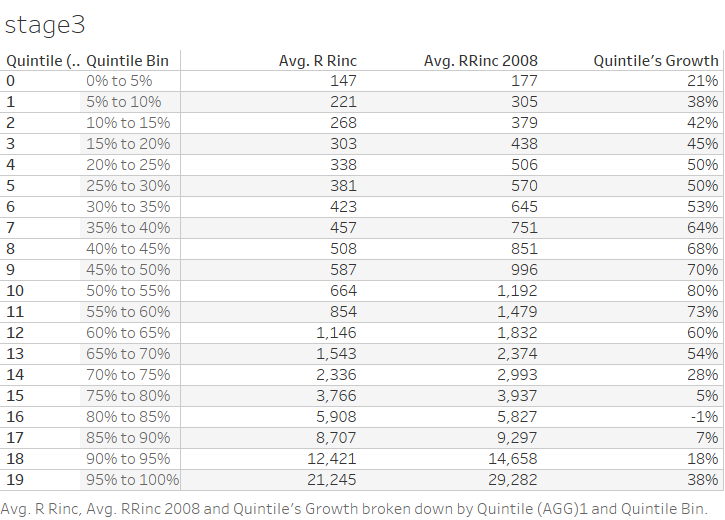 stage3
Quintile (.. Quintile Bin Avg. R Rinc Avg. RRinc 2008 Quintile's Growth
0 0% to 5% 147 177 21%
1 5% to 10% 221 305 38%
2 10% to 15% 268 379 42%
3 15% to 20% 303 438 45%
4 20% to 25% 338 506 50%
5 25% to 30% 381 570 50%
6 30% to 35% 423 645 53%
7 35% to 40% 457 751 64%
8 40% to 45% 508 851 68%
9 45% to 50% 587 996 70%
10 50% to 55% 664 1,192 80%
11 55% to 60% 854 1,479 73%
12 60% to 65% 1,146 1,832 60%
13 65% to 70% 1,543 2,374 54%
14 70% to 75% 2,336 2,993 28%
15 75% to 80% 3,766 3,937 5%
16 80% to 85% 5,908 5,827 -1%
17 85% to 90% 8,707 9,297 7%
18 90% to 95% 12,421 14,658 18%
19 95% to 100% 21,245 29,282 38%
Avg. R Rinc, Avg. RRinc 2008 and Quintile's Growth broken down by Quintile (AGG)1 and Quintile Bin.